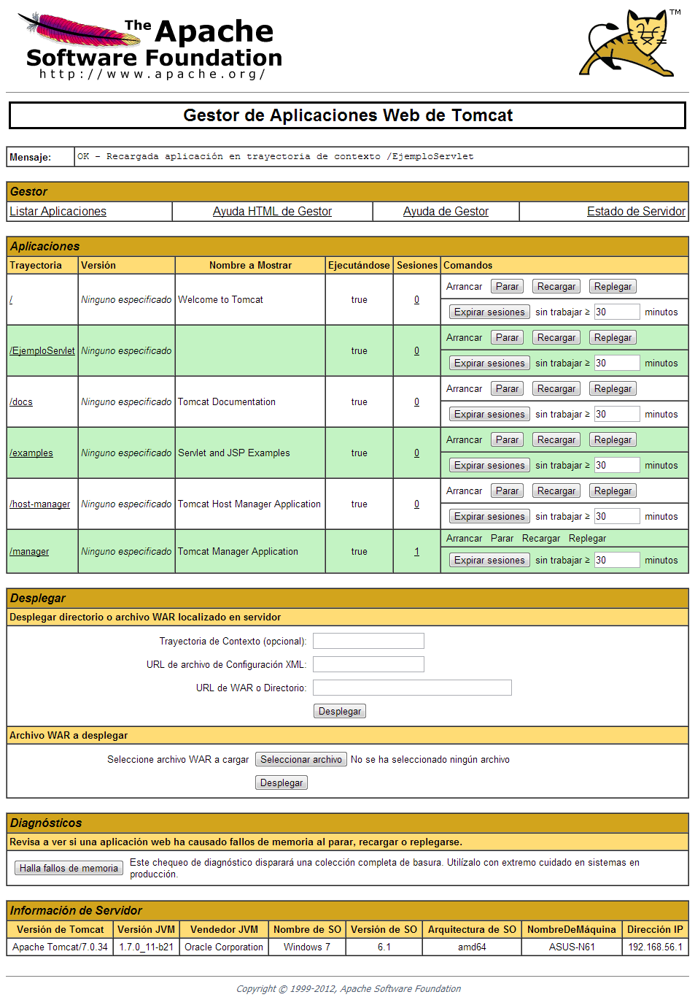 The Apache
Software Foundation
http://www.apache.org/
TM
Gestor de Aplicaciones Web de Tomcat
Mensaje: OK - Recargada aplicación en trayectoria de contexto /EjemploServlet
Gestor
Listar Aplicaciones Ayuda HTML de Gestor Ayuda de Gestor Estado de Servidor
Aplicaciones
Trayectoria Versión Nombre a Mostrar Ejecutándose Sesiones Comandos
Arrancar Parar Recargar Replegar
/ Ninguno especificado Welcome to Tomcat true 0
Expirar sesiones sin trabajar ≥ 30 minutos
Arrancar Parar Recargar Replegar
/EjemploServlet Ninguno especificado true 0
Expirar sesiones sin trabajar ≥ 30 minutos
Arrancar Parar Recargar Replegar
/docs Ninguno especificado Tomcat Documentation true 0
Expirar sesiones sin trabajar ≥ 30 minutos
Arrancar Parar Recargar Replegar
/examples Ninguno especificado Servlet and JSP Examples true 0
Expirar sesiones sin trabajar ≥ 30 minutos
Arrancar Parar Recargar Replegar
/host-manager Ninguno especificado Tomcat Host Manager Application true 0
Expirar sesiones sin trabajar ≥ 30 minutos
Arrancar Parar Recargar Replegar
/manager Ninguno especificado Tomcat Manager Application true 1
Expirar sesiones sin trabajar ≥ 30 minutos
Desplegar
Desplegar directorio o archivo WAR localizado en servidor
Trayectoria de Contexto (opcional):
URL de archivo de Configuración XML:
URL de WAR o Directorio:
Desplegar
Archivo WAR a desplegar
Seleccione archivo WAR a cargar Seleccionar archivo No se ha seleccionado ningún archivo
Desplegar
Diagnósticos
Revisa a ver si una aplicación web ha causado fallos de memoria al parar, recargar o replegarse.
Halla fallos de memoria Este chequeo de diagnóstico disparará una colección completa de basura. Utilízalo con extremo cuidado en sistemas en
producción.
Información de Servidor
Versión de Tomcat Versión JVM Vendedor JVM Nombre de SO Versión de SO Arquitectura de SO NombreDeMáquina Dirección IP
Apache Tomcat/7.0.34 1.7.0_11-b21 Oracle Corporation Windows 7 6.1 amd64 ASUS-N61 192.168.56.1
Copyright © 1999-2012, Apache Software Foundation